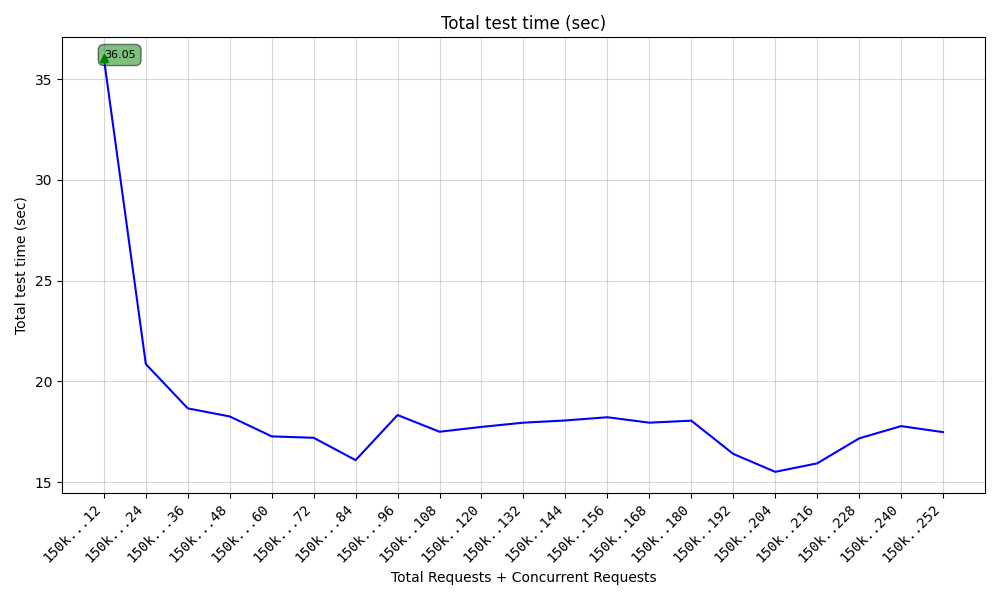 Total test time (sec)
36.05
35
30
25
20
15
Total test time (sec)
150k...12
150k...24
150k...36
150k...48
150k...60
150k...72
150k...84
150k...96
150k..108
150k..120
150k..132
150k..144
150k..156
150k..168
150k..180
150k..192
150k..204
150k..216
150k..228
150k..240
150k..252
Total Requests + Concurrent Requests